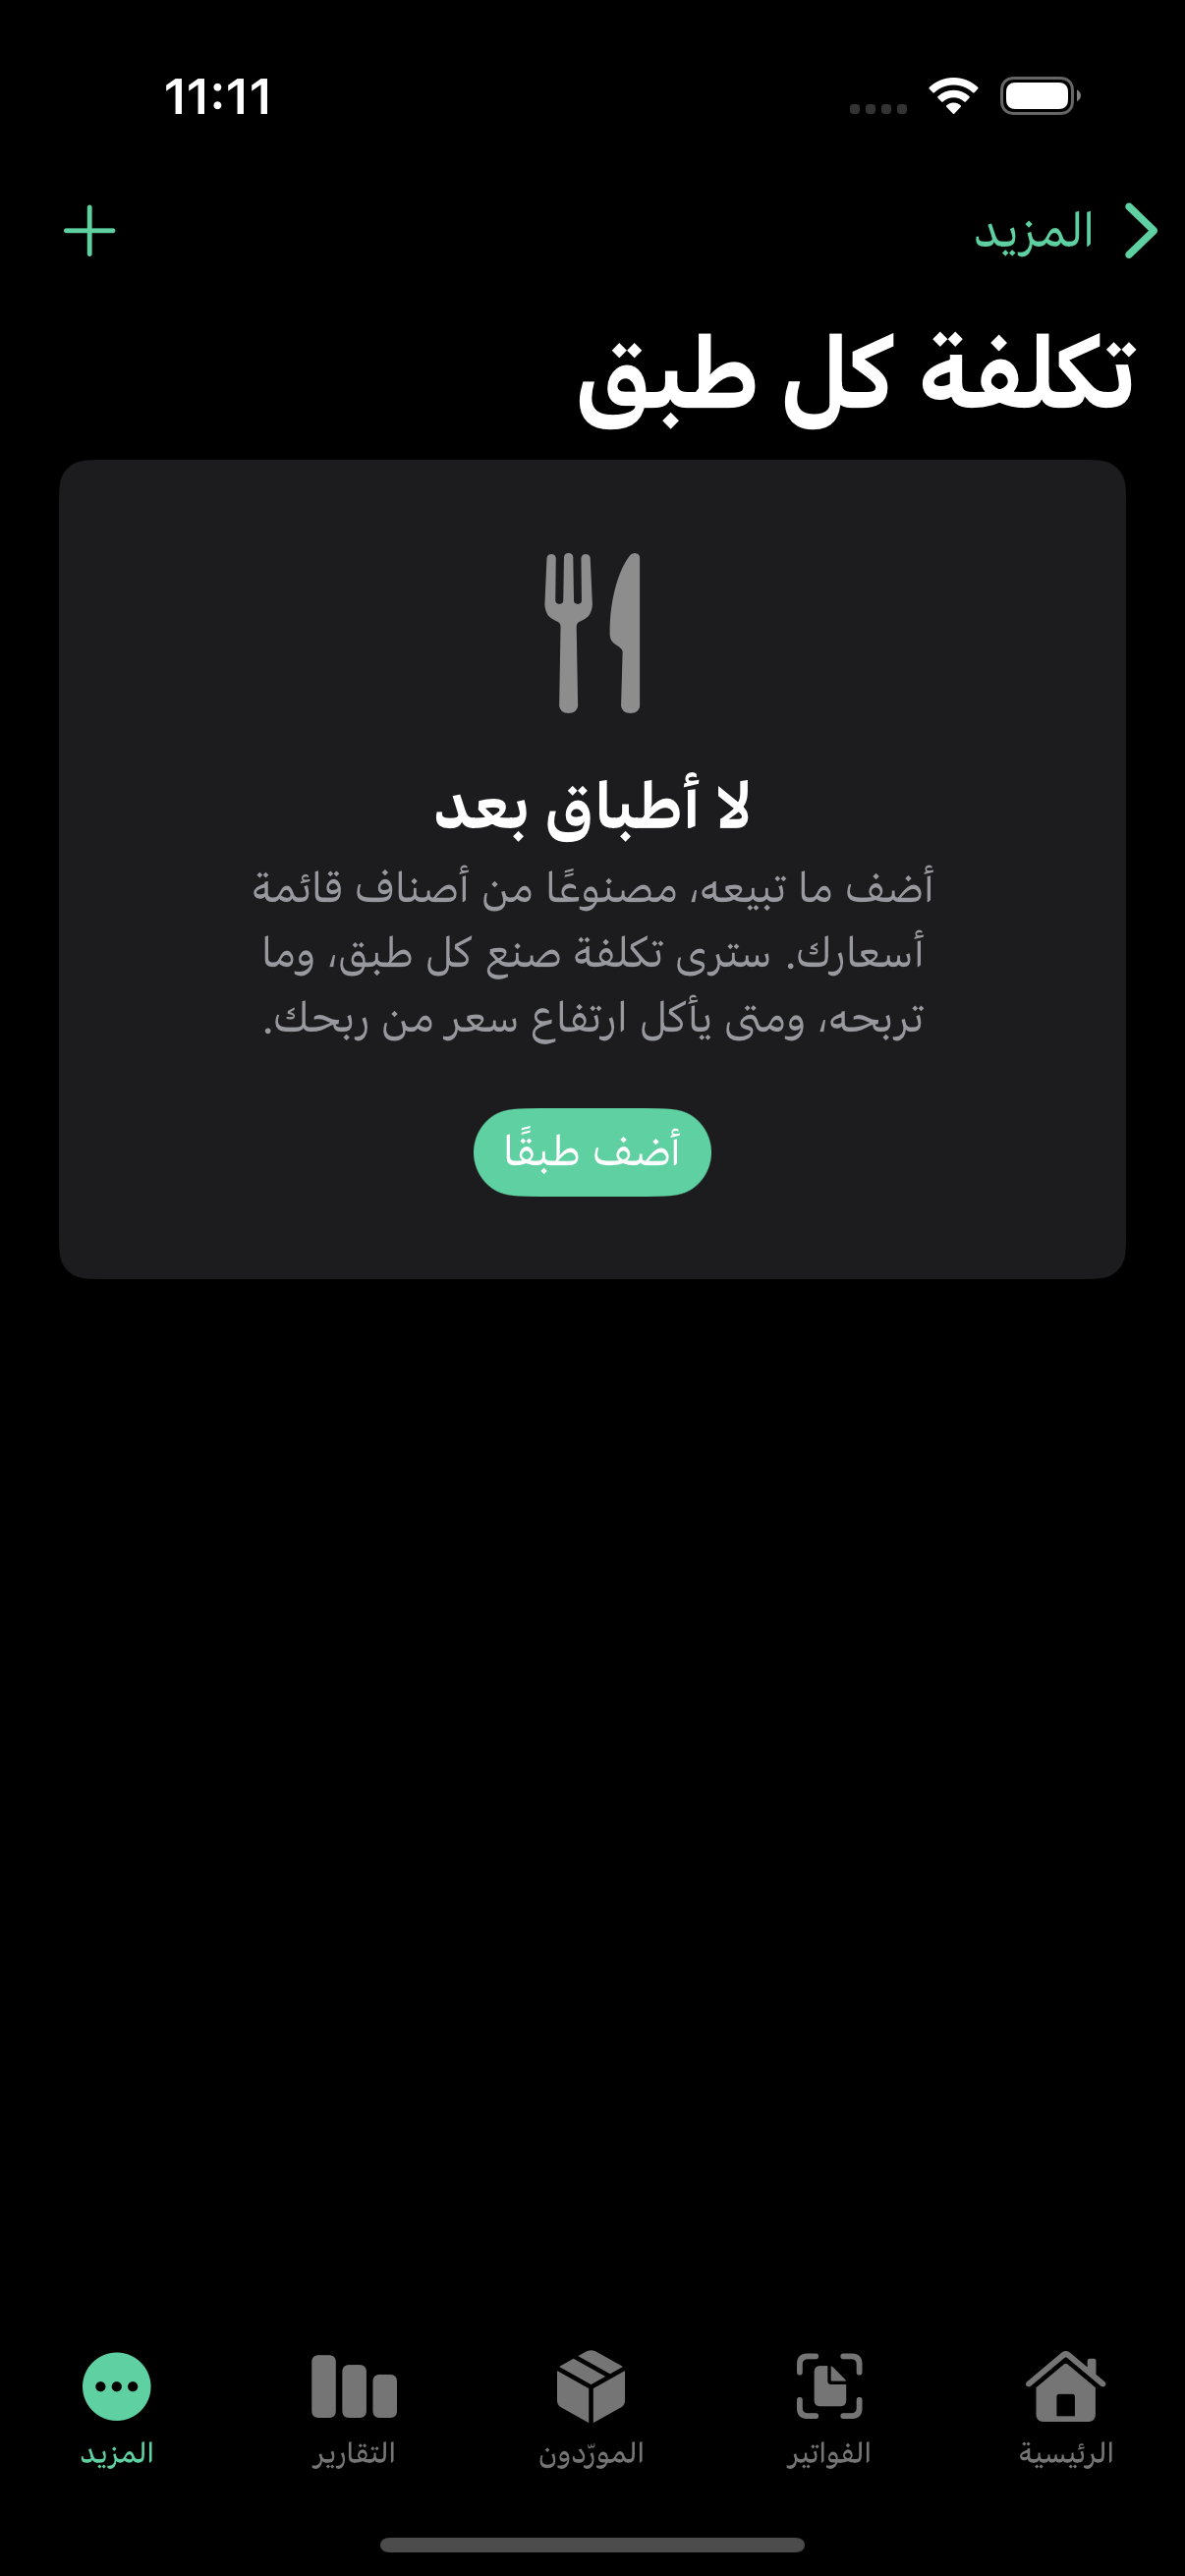 11:11
المزيد
تكلفة كل طبق
لا أطباق بعد
أضف ما تبيعه، مصنوعًا من أصناف قائمة
أسعارك. سترى تكلفة صنع كل طبق، وما
تربحه، ومتى يأكل ارتفاع سعر من ربحك.
أضف طبقًا
الرئيسية
الفواتير
المورّدون
التقارير
المزيد